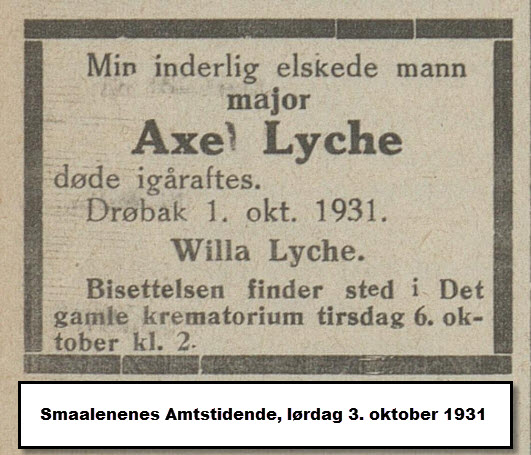 Min inderlig elskede mann
major
Axel Lyche
døde igåraftes.
Drøbak 1. okt. 1931.
Willa Lyche.
Bisettelsen finder sted i Det
gamle krematorium tirsdag 6. ok-
tober kl. 2.
Smaalenenes Amtstidende, lørdag 3. oktober 1931